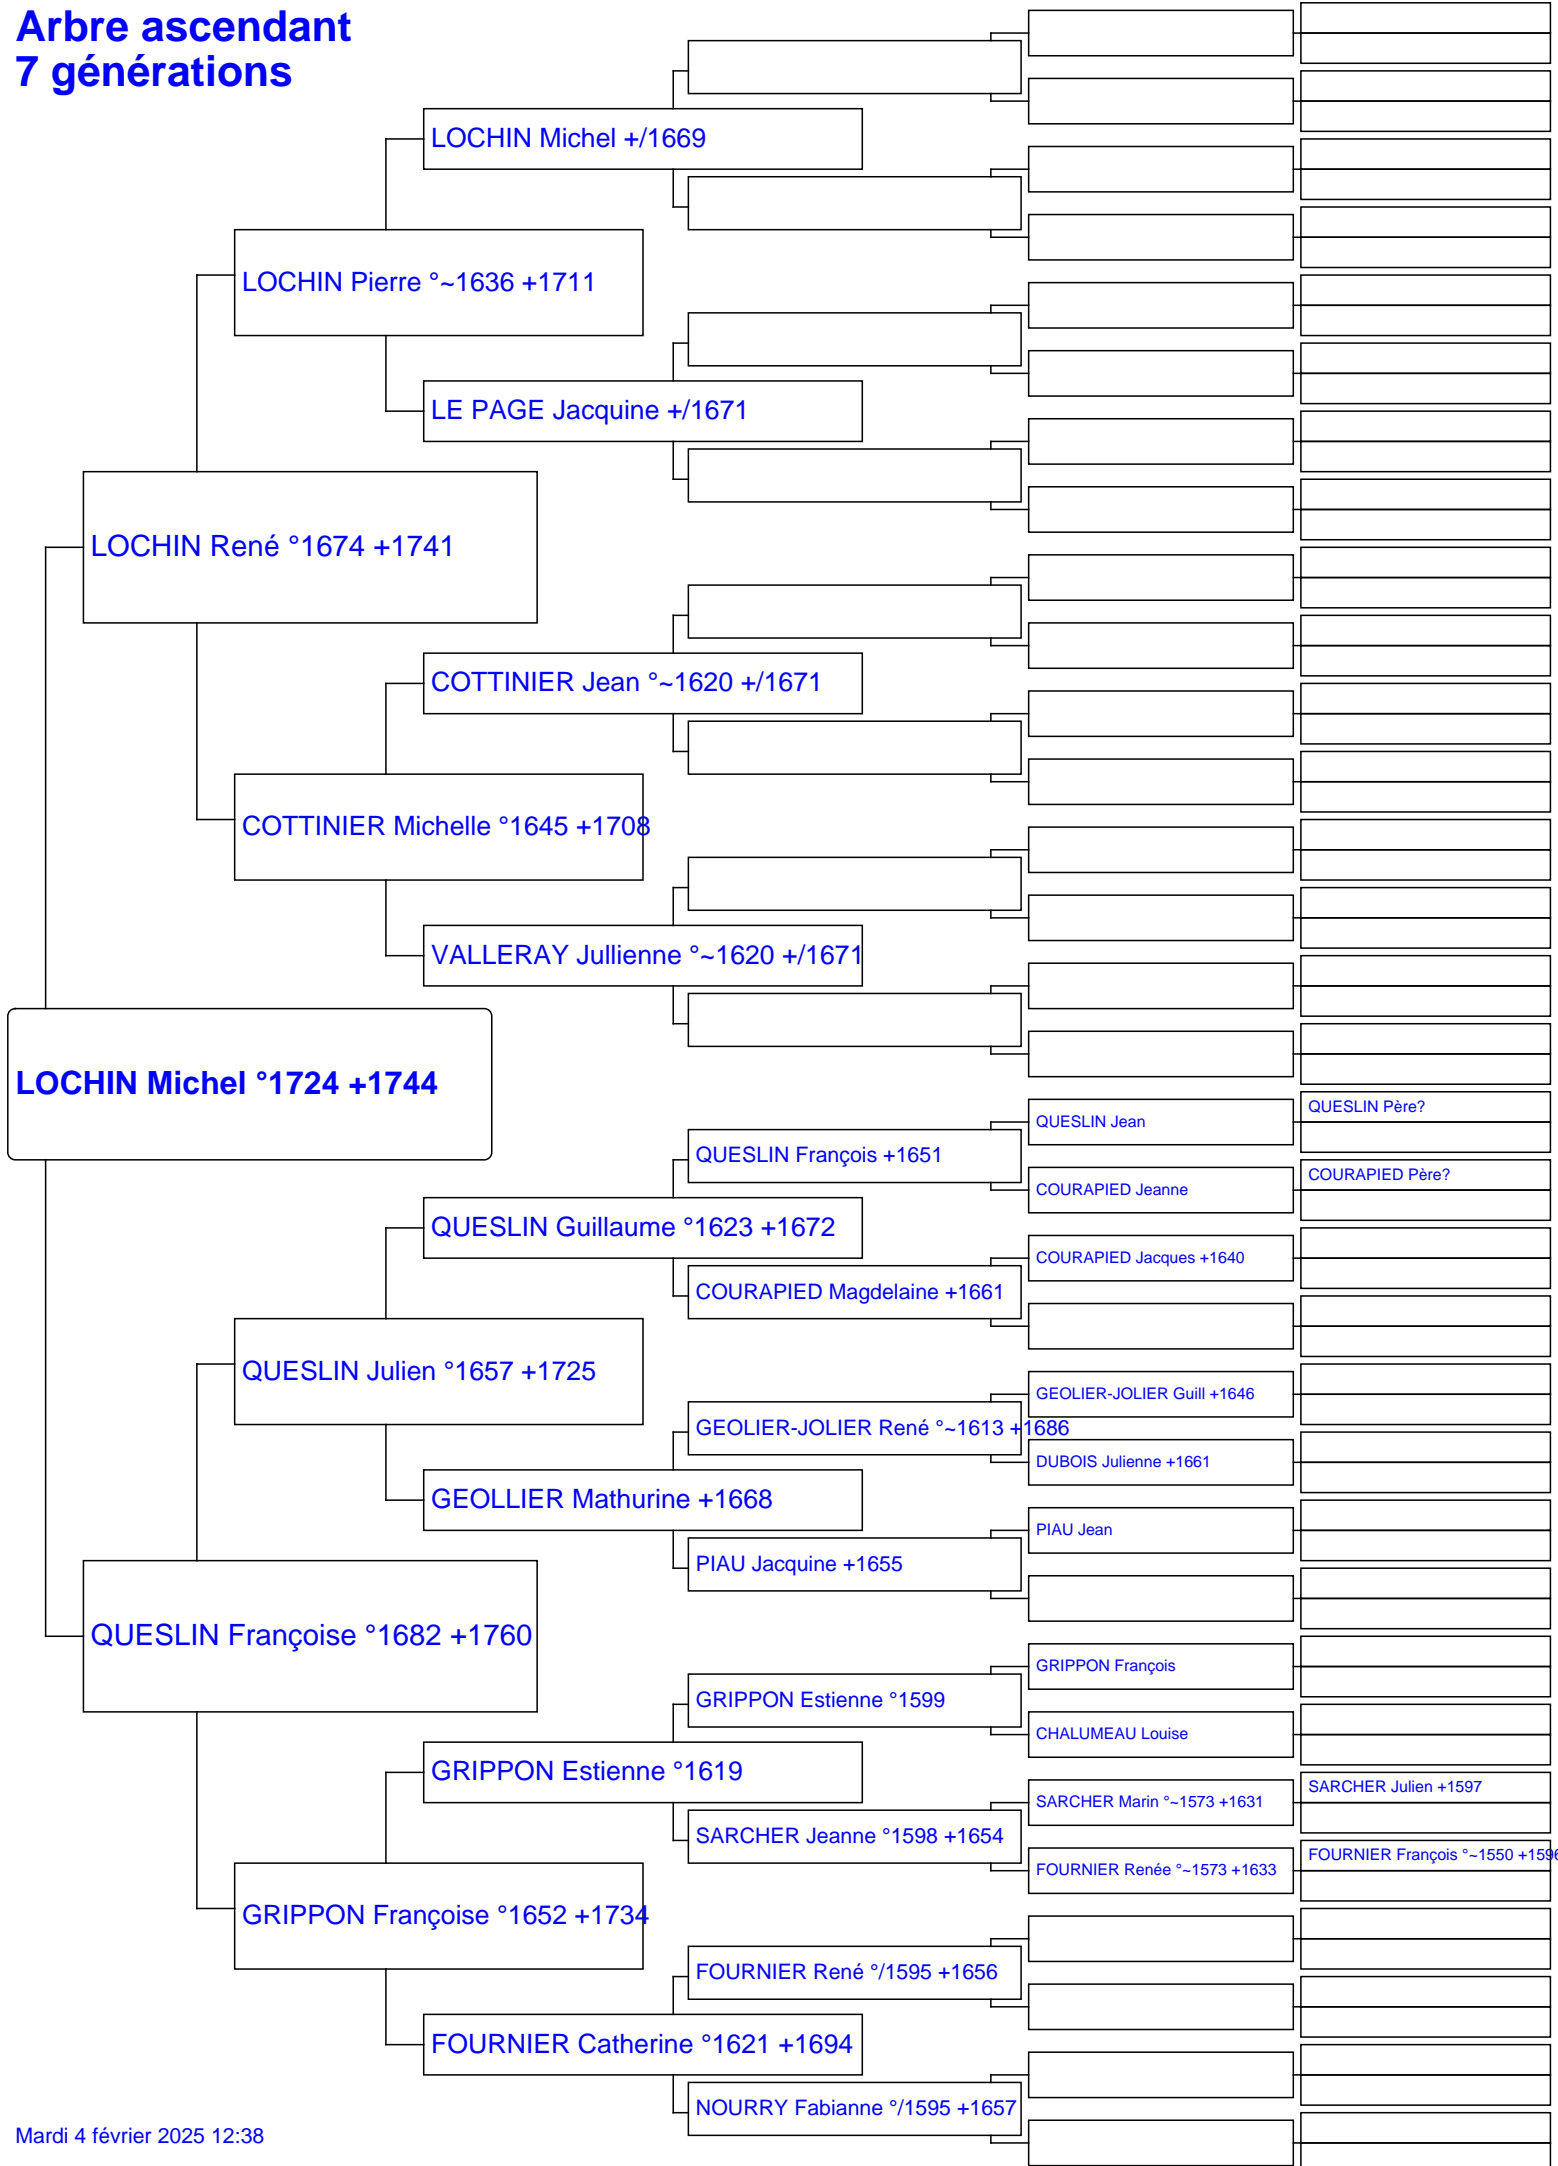 Arbre ascendant
7 générations
LOCHIN Michel +/1669
LOCHIN Pierre °~1636 +1711
LE PAGE Jacquine +/1671
LOCHIN René °1674 +1741
COTTINIER Jean °~1620 +/1671
COTTINIER Michelle °1645 +1708
VALLERAY Jullienne °~1620 +/1671
LOCHIN Michel °1724 +1744
QUESLIN Père?
QUESLIN Jean
QUESLIN François +1651
COURAPIED Père?
COURAPIED Jeanne
QUESLIN Guillaume °1623 +1672
COURAPIED Jacques +1640
COURAPIED Magdelaine +1661
QUESLIN Julien °1657 +1725
GEOLIER-JOLIER Guill +1646
GEOLIER-JOLIER René °~1613 +1686
DUBOIS Julienne +1661
GEOLLIER Mathurine +1668
PIAU Jean
PIAU Jacquine +1655
QUESLIN Françoise °1682 +1760
GRIPPON François
GRIPPON Estienne °1599
CHALUMEAU Louise
GRIPPON Estienne °1619
SARCHER Julien +1597
SARCHER Marin °~1573 +1631
SARCHER Jeanne °1598 +1654
FOURNIER François °~1550 +1596
FOURNIER Renée °~1573 +1633
GRIPPON Françoise °1652 +1734
FOURNIER René °/1595 +1656
FOURNIER Catherine °1621 +1694
NOURRY Fabianne °/1595 +1657
Mardi 4 février 2025 12:38